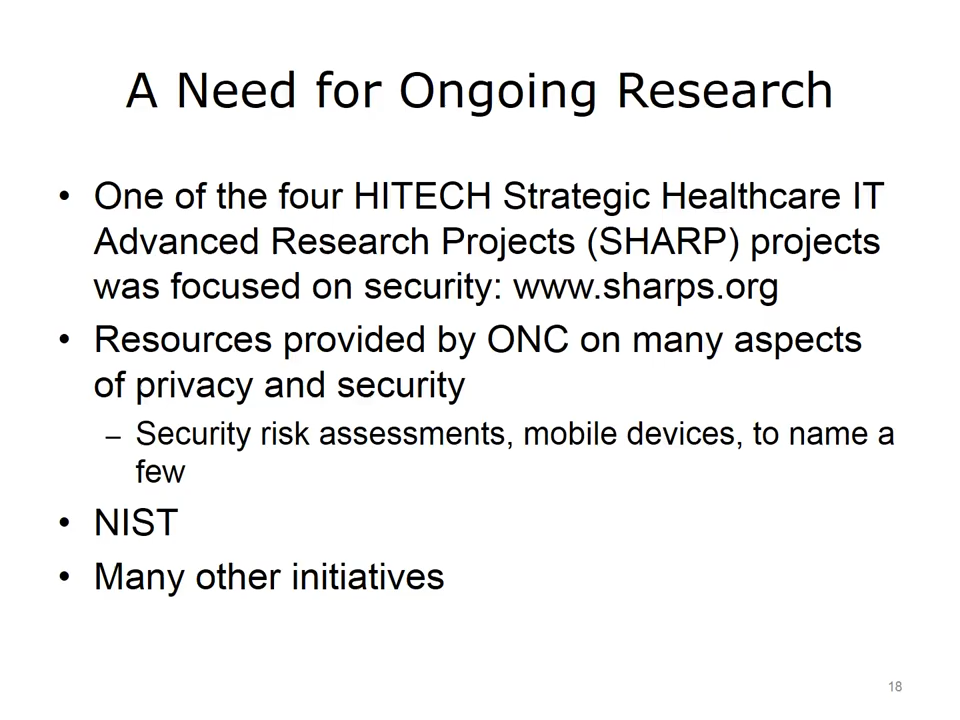 A Need for Ongoing Research
• One of the four HITECH Strategic Healthcare IT
Advanced Research Projects (SHARP) projects
was focused on security: www.sharps.org
• Resources provided by ONC on many aspects
of privacy and security
– Security risk assessments, mobile devices, to name a
few
• NIST
• Many other initiatives
18